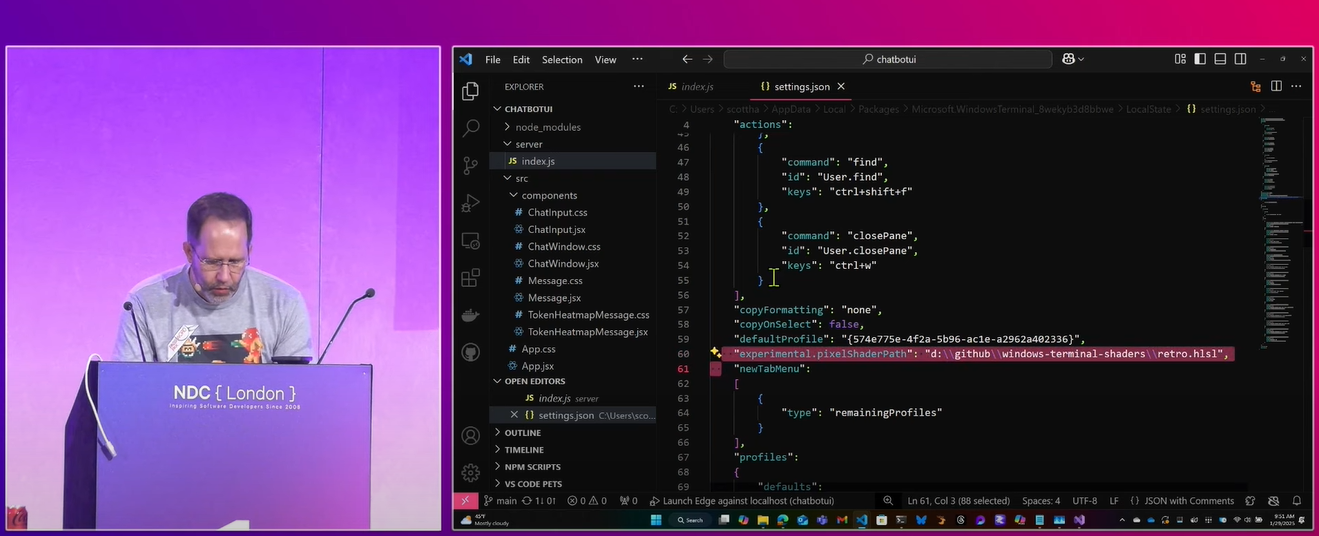 NDC { London }
Inspiring Software Developers Since 2008
File Edit Selection View ···
chatbotui
EXPLORER ···
CHATBOTUI
node_modules
server
JS index.js
src
components
# ChatInput.css
ChatInput.jsx
# ChatWindow.css
ChatWindow.jsx
# Message.css
Message.jsx
# TokenHeatmapMessage.css
TokenHeatmapMessage.jsx
# App.css
App.jsx
OPEN EDITORS
JS index.js server
{} settings.json C:\Users\sco...
OUTLINE
TIMELINE
NPM SCRIPTS
VS CODE PETS
JS index.js
{} settings.json
C: > Users > scottha > AppData > Local > Packages > Microsoft.WindowsTerminal_8wekyb3d8bbwe > LocalState > {} settings.json > ...
4 "actions":
45 },
46 {
47 "command": "find",
48 "id": "User.find",
49 "keys": "ctrl+shift+f"
50 },
51 {
52 "command": "closePane",
53 "id": "User.closePane",
54 "keys": "ctrl+w"
55 }
56 ],
57 "copyFormatting": "none",
58 "copyOnSelect": false,
59 "defaultProfile": "{574e775e-4f2a-5b96-ac1e-a2962a402336}",
60 "experimental.pixelShaderPath": "d:\\github\\windows-terminal-shaders\\retro.hlsl",
61 "newTabMenu":
62 [
63 {
64 "type": "remainingProfiles"
65 }
66 ],
67 "profiles":
68 {
69 "defaults":
main 1↓ 0↑ 0 0 0 Launch Edge against localhost (chatbotui) Ln 61, Col 3 (88 selected) Spaces: 4 UTF-8 LF {} JSON with Comments
45°F
Mostly cloudy
Search
9:51 AM
1/29/2025